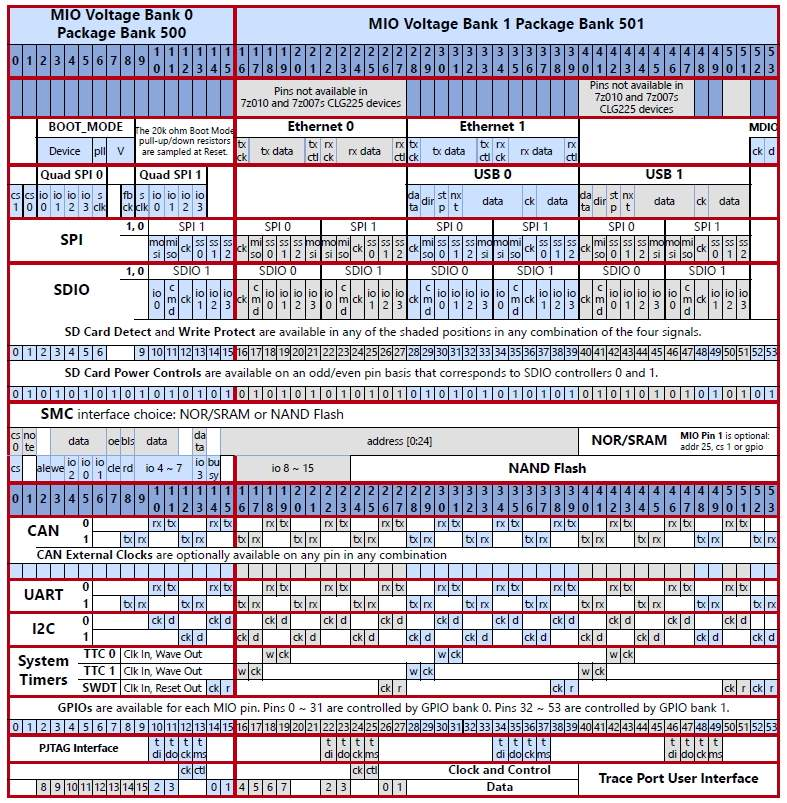 MIO Voltage Bank 0
Package Bank 500
MIO Voltage Bank 1 Package Bank 501
0 1 2 3 4 5 6 7 8 9 10 11 12 13 14 15 16 17 18 19 20 21 22 23 24 25 26 27 28 29 30 31 32 33 34 35 36 37 38 39 40 41 42 43 44 45 46 47 48 49 50 51 52 53
Pins not available in
7z010 and 7z007s
CLG225 devices
Pins not available in
7z010 and 7z007s
CLG225 devices
BOOT_MODE
Device pll V
The 20k ohm Boot Mode
pull-up/down resistors
are sampled at Reset.
Ethernet 0
tx ck tx data tx ctl rx ck rx data rx ctl
Ethernet 1
tx ck tx data tx ctl rx ck rx data rx ctl
MDIO
ck d
Quad SPI 0
Quad SPI 1
cs 1 cs 0 io 0 io 1 io 2 io 3 s clk fb ck s clk io 0 io 1 io 2 io 3
USB 0
da ta dir st p nx t data ck data
USB 1
da ta dir st p nx t data ck data
SPI
1, 0
SPI 1 SPI 0 SPI 1 SPI 0 SPI 1 SPI 0 SPI 1
mo si mi so ck ss 0 ss 1 ss 2 ck mi so ss 0 ss 1 ss 2 mo si mo si mi so ck ss 0 ss 1 ss 2 ck mi so ss 0 ss 1 ss 2 mo si mo si mi so ck ss 0 ss 1 ss 2 ck mi so ss 0 ss 1 ss 2 mo si mo si mi so ck ss 0 ss 1 ss 2
SDIO
1, 0
SDIO 1 SDIO 0 SDIO 1 SDIO 0 SDIO 1 SDIO 0 SDIO 1
io 0 c m d ck io 1 io 2 io 3 ck c m d io 0 io 1 io 2 io 3 io 0 c m d ck io 1 io 2 io 3 ck c m d io 0 io 1 io 2 io 3 io 0 c m d ck io 1 io 2 io 3 ck c m d io 0 io 1 io 2 io 3 io 0 c m d ck io 1 io 2 io 3
SD Card Detect and Write Protect are available in any of the shaded positions in any combination of the four signals.
0 1 2 3 4 5 6 9 10 11 12 13 14 15 16 17 18 19 20 21 22 23 24 25 26 27 28 29 30 31 32 33 34 35 36 37 38 39 40 41 42 43 44 45 46 47 48 49 50 51 52 53
SD Card Power Controls are available on an odd/even pin basis that corresponds to SDIO controllers 0 and 1.
0 1 0 1 0 1 0 1 0 1 0 1 0 1 0 1 0 1 0 1 0 1 0 1 0 1 0 1 0 1 0 1 0 1 0 1 0 1 0 1 0 1 0 1 0 1 0 1 0 1 0 1 0 1
SMC interface choice: NOR/SRAM or NAND Flash
cs 0 no te data oe bls data da ta address [0:24] NOR/SRAM
MIO Pin 1 is optional:
addr 25, cs 1 or gpio
cs ale we io 2 io 0 io 1 cle rd io 4 ~ 7 io 3 bu sy io 8 ~ 15 NAND Flash
0 1 2 3 4 5 6 7 8 9 10 11 12 13 14 15 16 17 18 19 20 21 22 23 24 25 26 27 28 29 30 31 32 33 34 35 36 37 38 39 40 41 42 43 44 45 46 47 48 49 50 51 52 53
CAN
0 rx tx rx tx rx tx rx tx rx tx rx tx rx tx rx tx rx tx rx tx rx tx
1 tx rx tx rx tx rx tx rx tx rx tx rx tx rx tx rx tx rx tx rx tx rx tx rx
CAN External Clocks are optionally available on any pin in any combination
UART
0 rx tx rx tx rx tx rx tx rx tx rx tx rx tx rx tx rx tx rx tx rx tx
1 tx rx tx rx tx rx tx rx tx rx tx rx tx rx tx rx tx rx tx rx tx rx tx rx
I2C
0 ck d ck d ck d ck d ck d ck d ck d ck d ck d ck d ck d
1 ck d ck d ck d ck d ck d ck d ck d ck d ck d ck d ck d
System
Timers
TTC 0 Clk In, Wave Out w ck w ck w ck
TTC 1 Clk In, Wave Out w ck w ck w ck
SWDT Clk In, Reset Out ck r ck r ck r ck r ck r
GPIOs are available for each MIO pin. Pins 0 ~ 31 are controlled by GPIO bank 0. Pins 32 ~ 53 are controlled by GPIO bank 1.
0 1 2 3 4 5 6 7 8 9 10 11 12 13 14 15 16 17 18 19 20 21 22 23 24 25 26 27 28 29 30 31 32 33 34 35 36 37 38 39 40 41 42 43 44 45 46 47 48 49 50 51 52 53
PJTAG Interface
t di t do t ck t ms t di t do t ck t ms t di t do t ck t ms t di t do t ck t ms
ck ctl ck ctl Clock and Control
8 9 10 11 12 13 14 15 2 3 0 1 4 5 6 7 2 3 0 1 Data
Trace Port User Interface